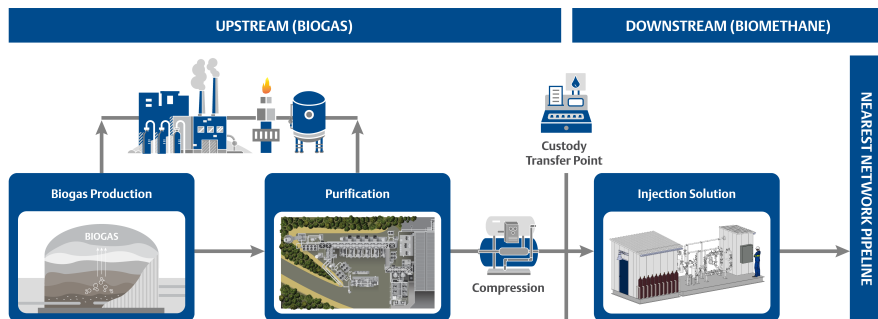 UPSTREAM (BIOGAS)
DOWNSTREAM (BIOMETHANE)
Custody
Transfer Point
Biogas Production
BIOGAS
Purification
Compression
Injection Solution
NEAREST NETWORK PIPELINE